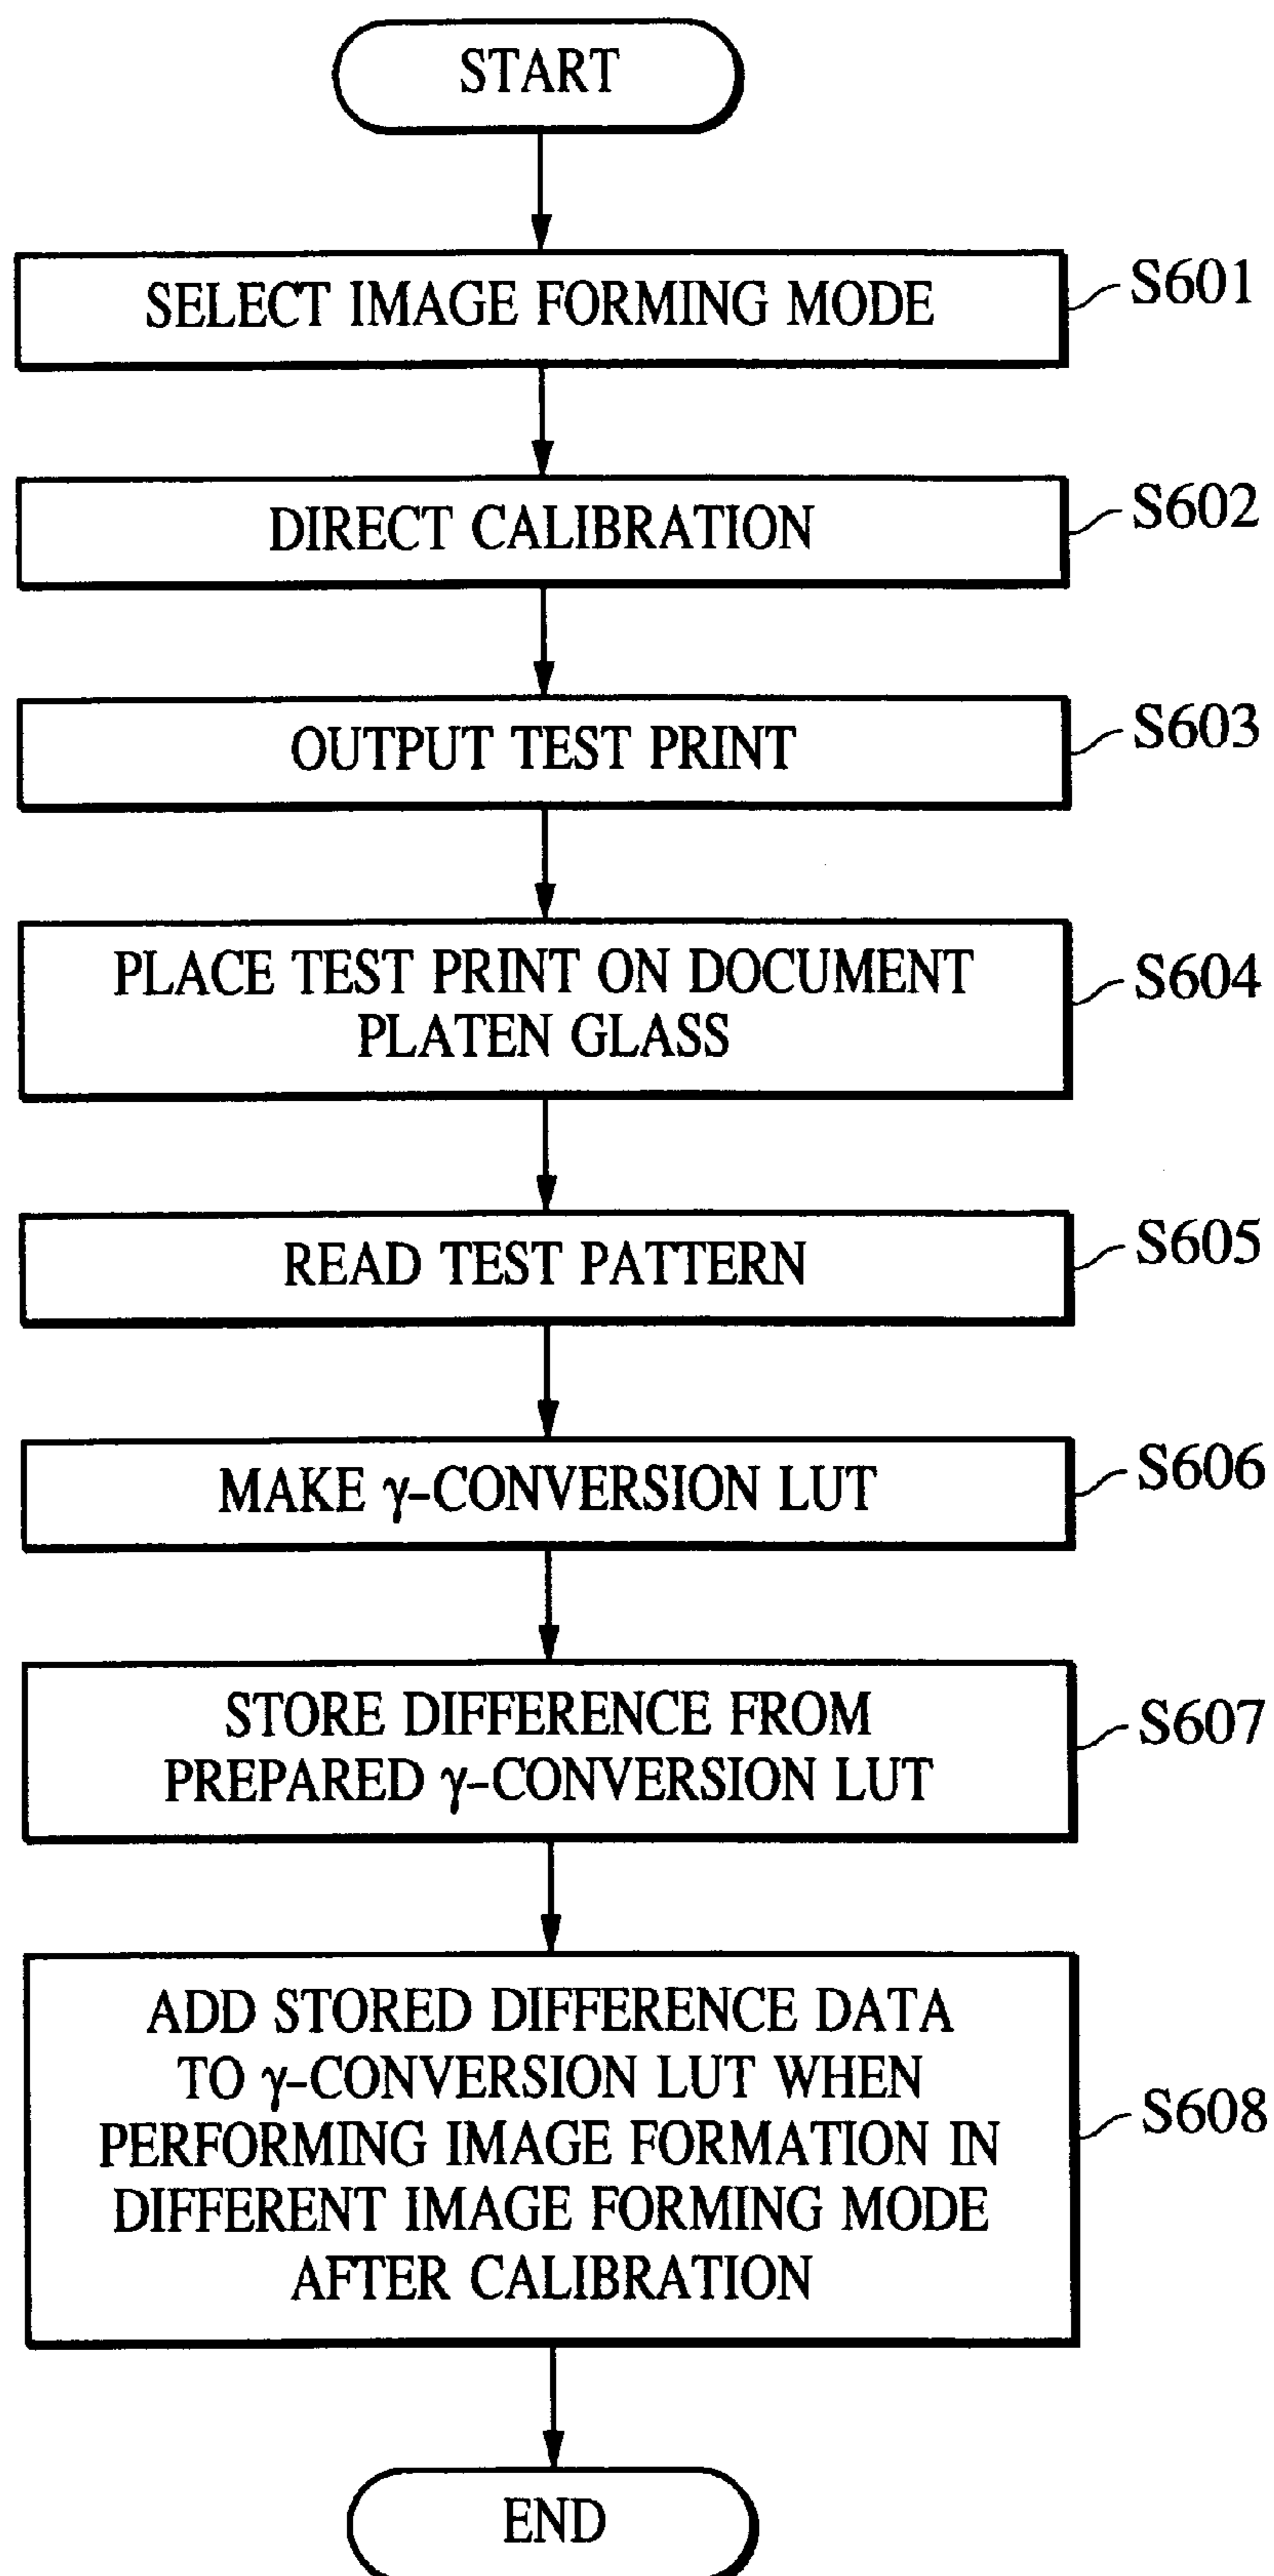 START
SELECT IMAGE FORMING MODE
S601
DIRECT CALIBRATION
S602
OUTPUT TEST PRINT
S603
PLACE TEST PRINT ON DOCUMENT
PLATEN GLASS
S604
READ TEST PATTERN
S605
MAKE γ-CONVERSION LUT
S606
STORE DIFFERENCE FROM
PREPARED γ-CONVERSION LUT
S607
ADD STORED DIFFERENCE DATA
TO γ-CONVERSION LUT WHEN
PERFORMING IMAGE FORMATION IN
DIFFERENT IMAGE FORMING MODE
AFTER CALIBRATION
S608
END